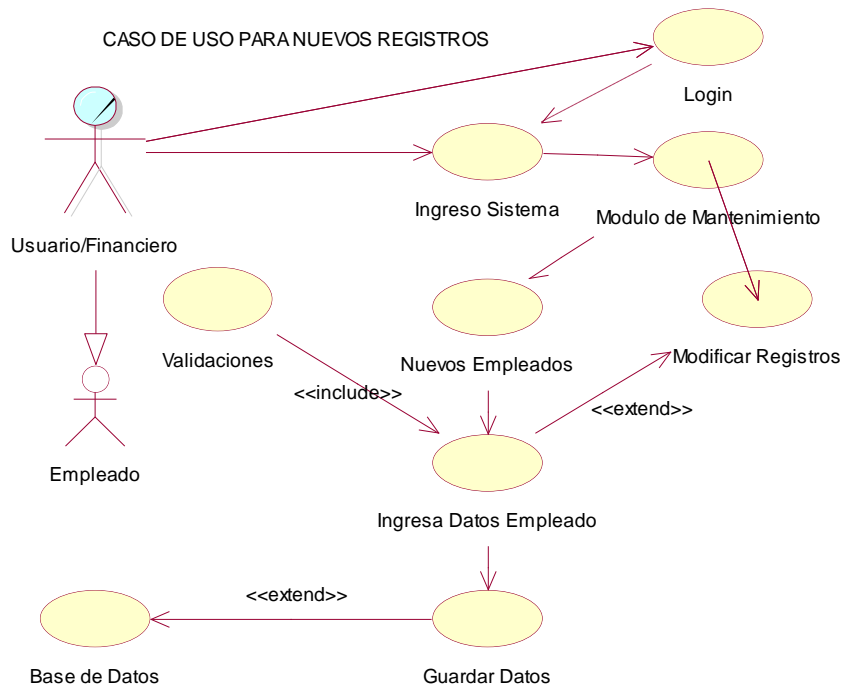 CASO DE USO PARA NUEVOS REGISTROS
Login
Ingreso Sistema
Modulo de Mantenimiento
Usuario/Financiero
Validaciones
Nuevos Empleados
Modificar Registros
<<include>>
<<extend>>
Empleado
Ingresa Datos Empleado
<<extend>>
Base de Datos
Guardar Datos